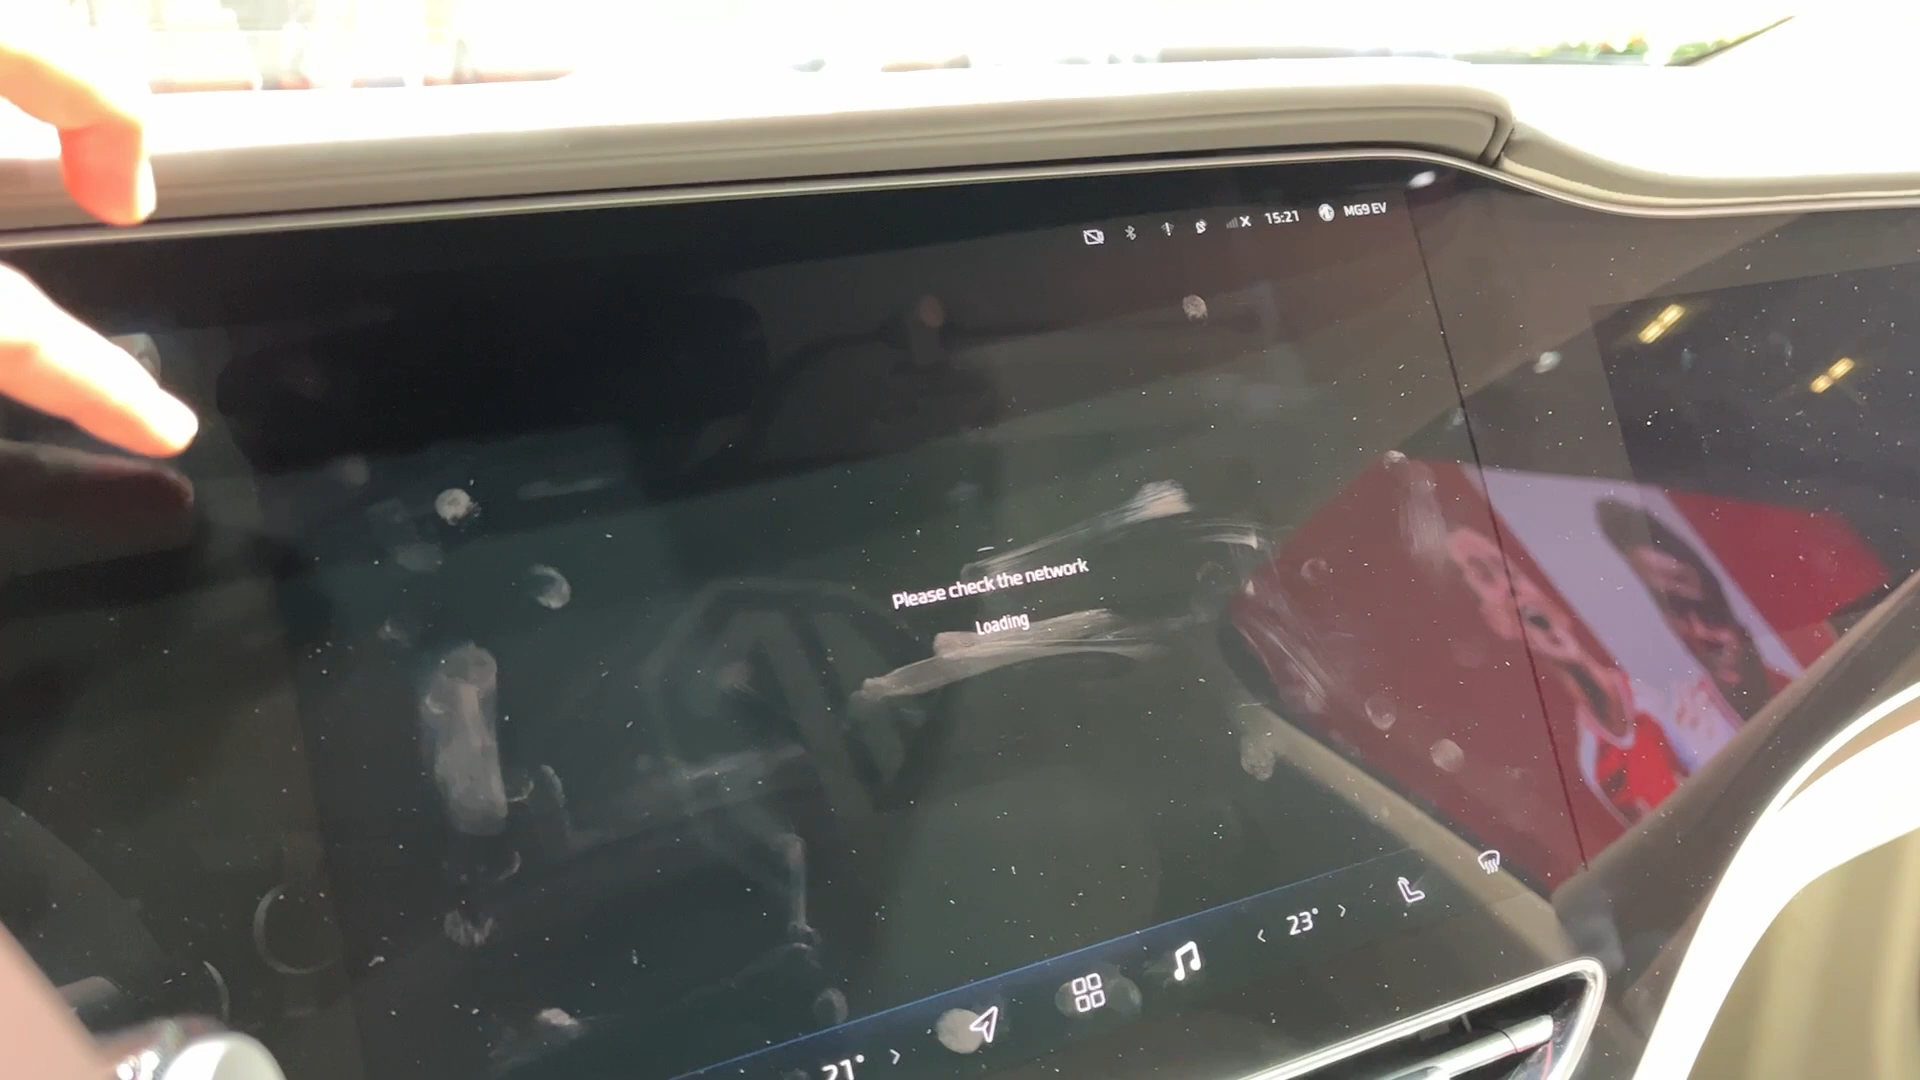 15:21 MG9 EV
Please check the network
Loading
21° > < 23° >